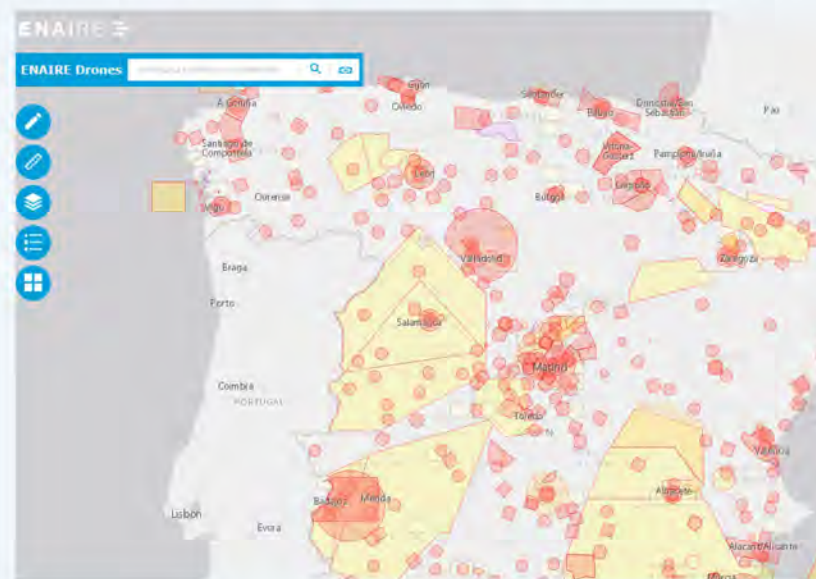 ENAIRE
ENAIRE Drones
Gijón
A Coruña
Oviedo
Santander
Bilbao
Donostia/San
Sebastián
Pau
Santiago de
Compostela
Vitoria-
Gasteiz
Pamplona/Iruña
León
Logroño
Ourense
Burgos
Vigo
Braga
Valladolid
Zaragoza
Porto
Salamanca
Madrid
Coimbra
PORTUGAL
Toledo
Valencia
Badajoz
Mérida
Albacete
Lisbon
Evora
Alacant/Alicante
Murcia